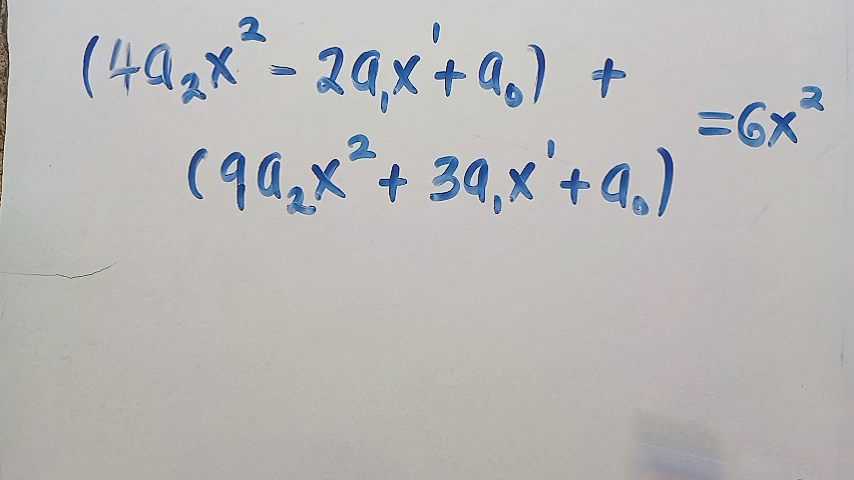 (4a₂x² - 2a₁x¹ + a₀) +
(9a₂x² + 3a₁x¹ + a₀)
= 6x²